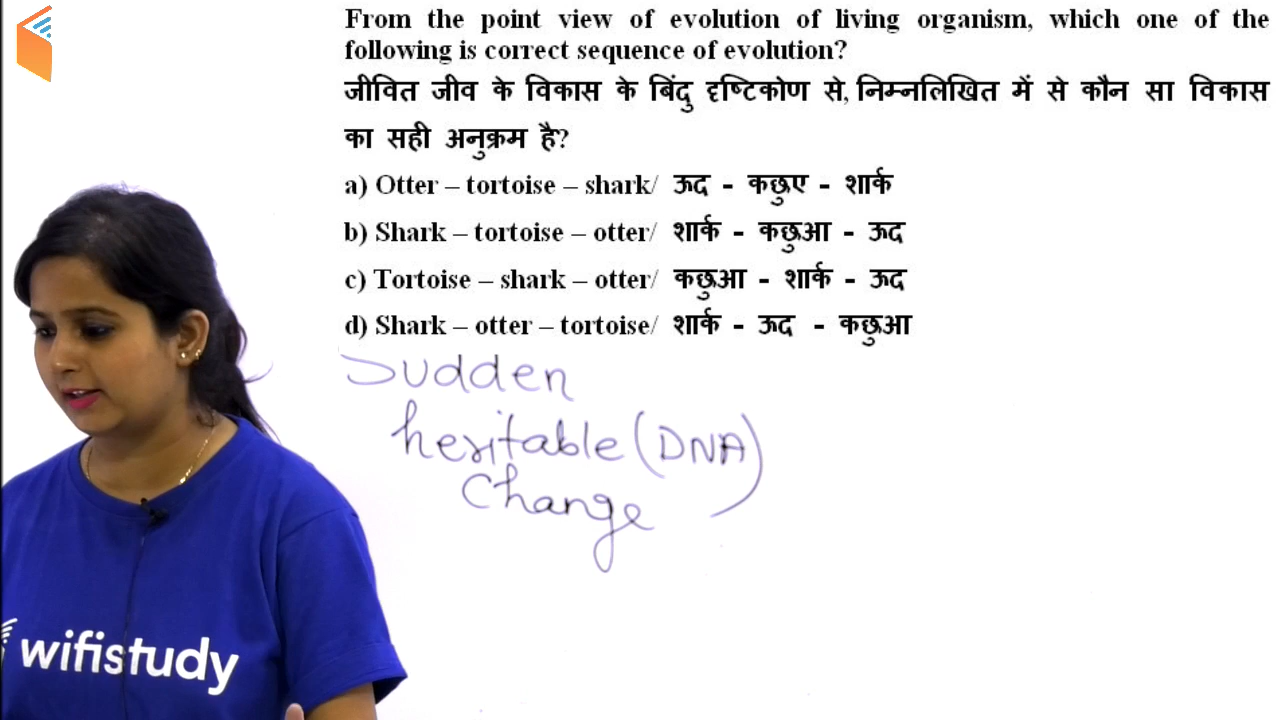 From the point view of evolution of living organism, which one of the
following is correct sequence of evolution?
जीवित जीव के विकास के बिंदु दृष्टिकोण से, निम्नलिखित में से कौन सा विकास
का सही अनुक्रम है?
a) Otter – tortoise – shark/ ऊद - कछुए - शार्क
b) Shark – tortoise – otter/ शार्क - कछुआ - ऊद
c) Tortoise – shark – otter/ कछुआ - शार्क - ऊद
d) Shark – otter – tortoise/ शार्क - ऊद - कछुआ
Sudden
heritable (DNA)
Change
wifistudy